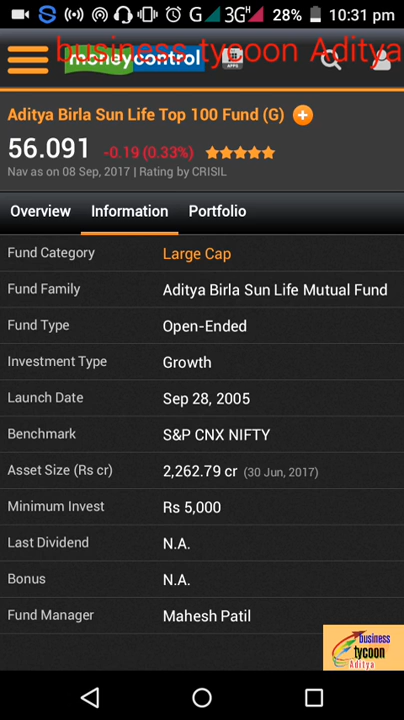 G 3G 28% 10:31 pm
business tycoon Aditya
moneycontrol
APPS
Aditya Birla Sun Life Top 100 Fund (G)
56.091 -0.19 (0.33%)
Nav as on 08 Sep, 2017 | Rating by CRISIL
Overview Information Portfolio
Fund Category Large Cap
Fund Family Aditya Birla Sun Life Mutual Fund
Fund Type Open-Ended
Investment Type Growth
Launch Date Sep 28, 2005
Benchmark S&P CNX NIFTY
Asset Size (Rs cr) 2,262.79 cr (30 Jun, 2017)
Minimum Invest Rs 5,000
Last Dividend N.A.
Bonus N.A.
Fund Manager Mahesh Patil
business
tycoon
Aditya